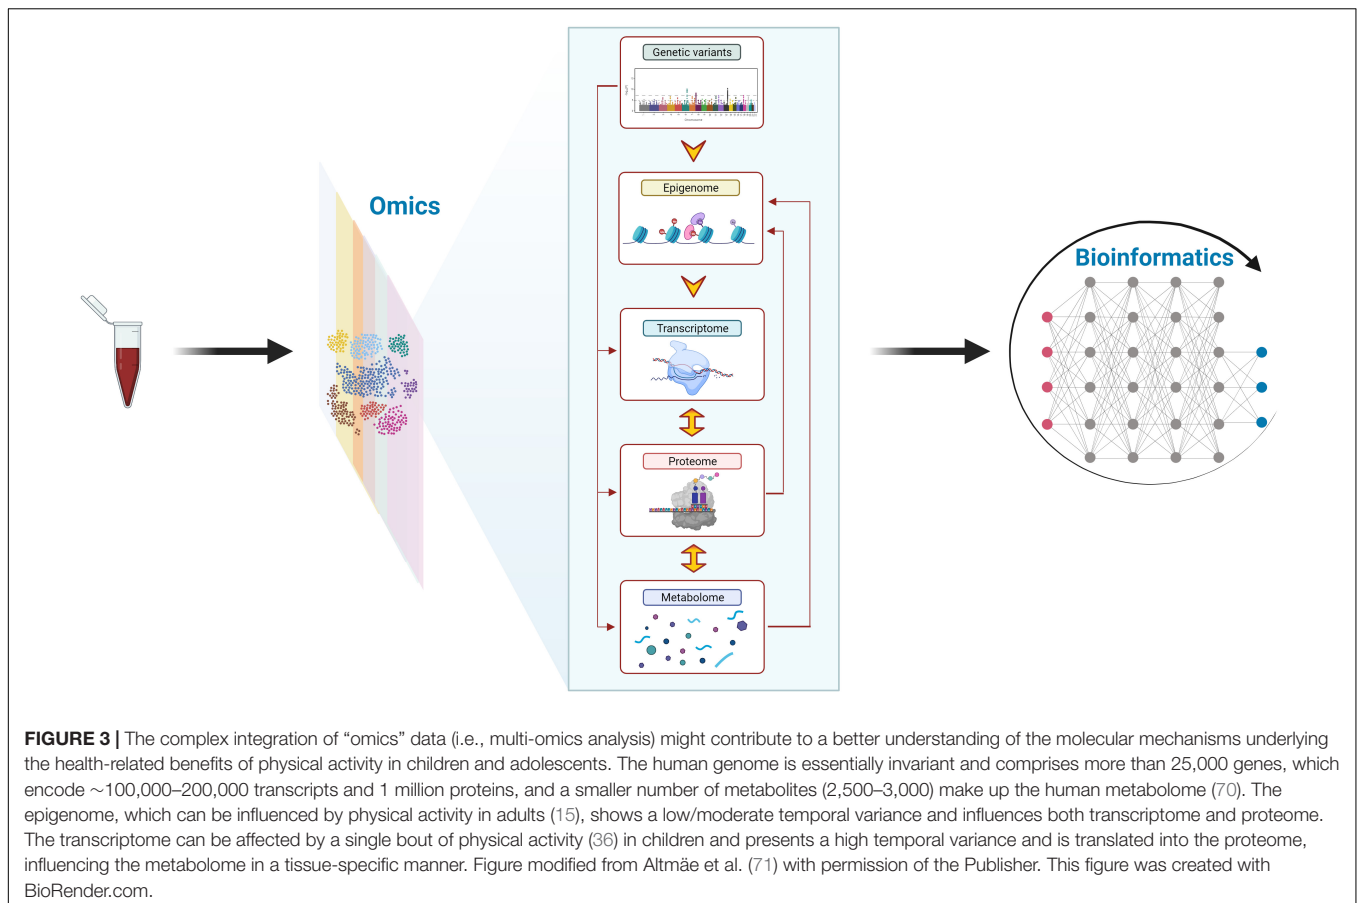 Genetic variants
Omics
Epigenome
Bioinformatics
Transcriptome
Proteome
Metabolome
FIGURE 3 | The complex integration of “omics” data (i.e., multi-omics analysis) might contribute to a better understanding of the molecular mechanisms underlying
the health-related benefits of physical activity in children and adolescents. The human genome is essentially invariant and comprises more than 25,000 genes, which
encode ∼100,000–200,000 transcripts and 1 million proteins, and a smaller number of metabolites (2,500–3,000) make up the human metabolome (70). The
epigenome, which can be influenced by physical activity in adults (15), shows a low/moderate temporal variance and influences both transcriptome and proteome.
The transcriptome can be affected by a single bout of physical activity (36) in children and presents a high temporal variance and is translated into the proteome,
influencing the metabolome in a tissue-specific manner. Figure modified from Altmäe et al. (71) with permission of the Publisher. This figure was created with
BioRender.com.